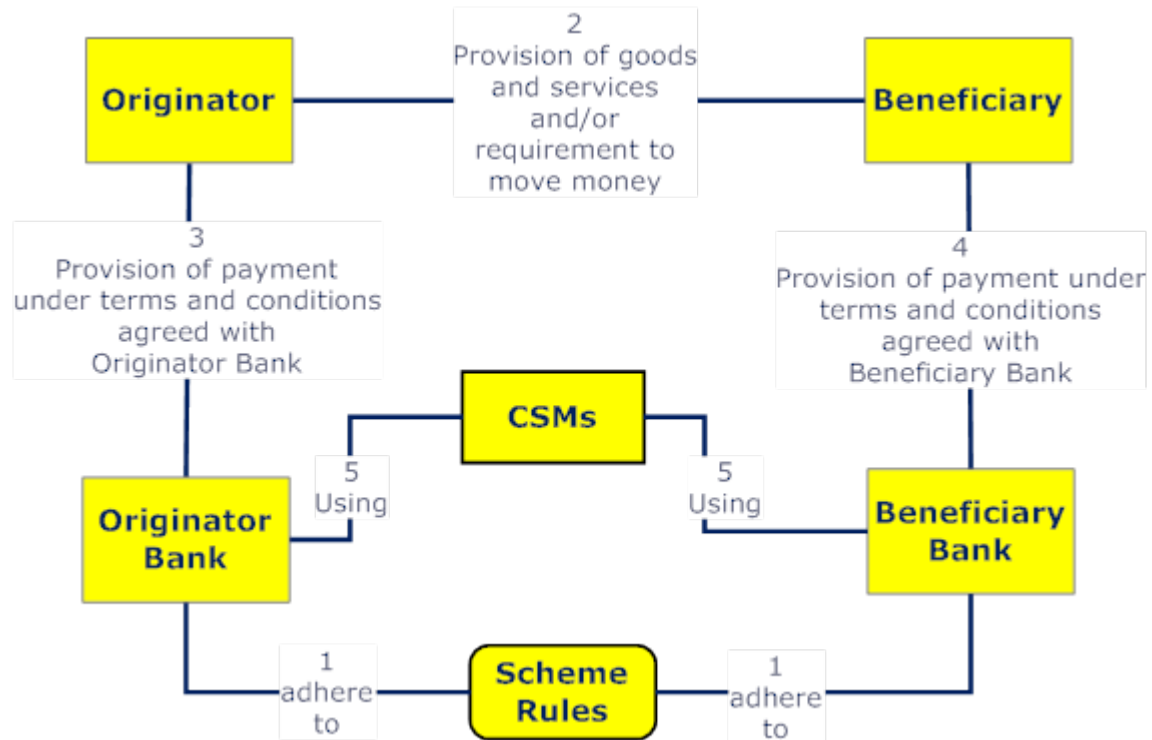 2
Provision of goods
and services
and/or
requirement to
move money
Originator
Beneficiary
3
Provision of payment
under terms and conditions
agreed with
Originator Bank
4
Provision of payment under
terms and conditions
agreed with
Beneficiary Bank
CSMs
5
Using
5
Using
Originator
Bank
Beneficiary
Bank
1
adhere
to
Scheme
Rules
1
adhere
to